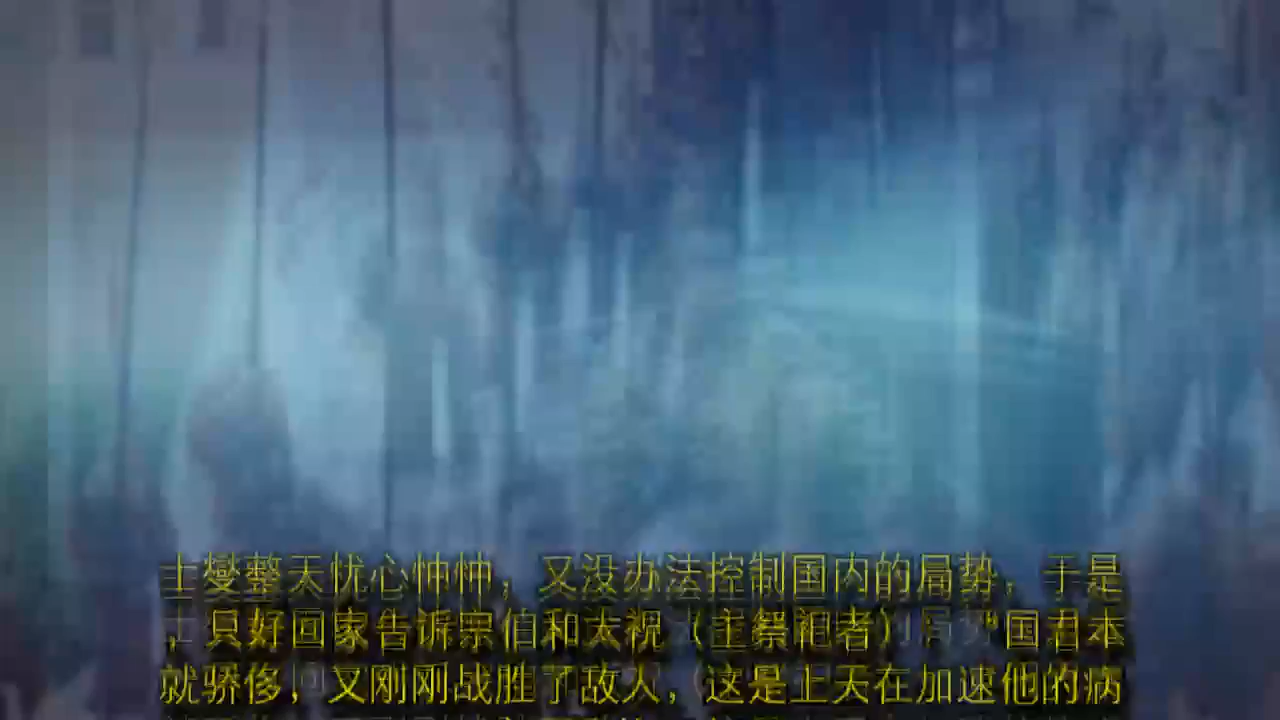 士燮整天忧心忡忡，又没办法控制国内的局势，于是
，只好回家告诉宗伯和太祝（主祭祀者）：“国君本
就骄侈，又刚刚战胜了敌人，这是上天在加速他的病